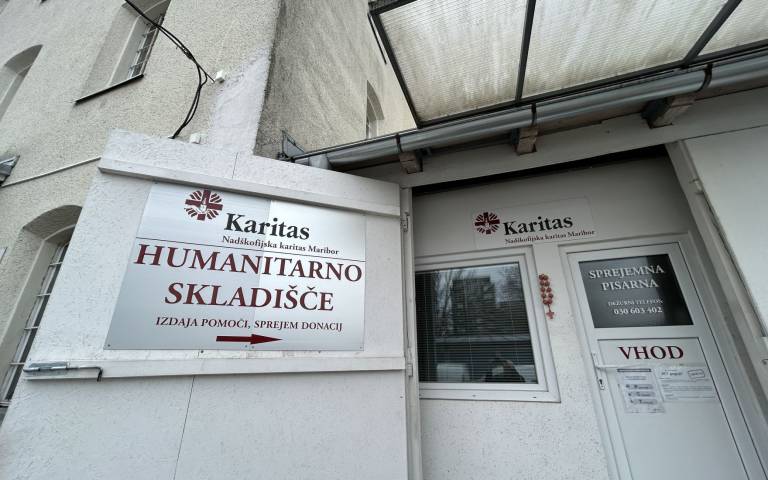 Karitas
Nadškofijska karitas Maribor
HUMANITARNO
SKLADIŠČE
IZDAJA POMOČI, SPREJEM DONACIJ
Karitas
Nadškofijska karitas Maribor
SPREJEMNA
PISARNA
DEŽURNI TELEFON
030 603 402
VHOD